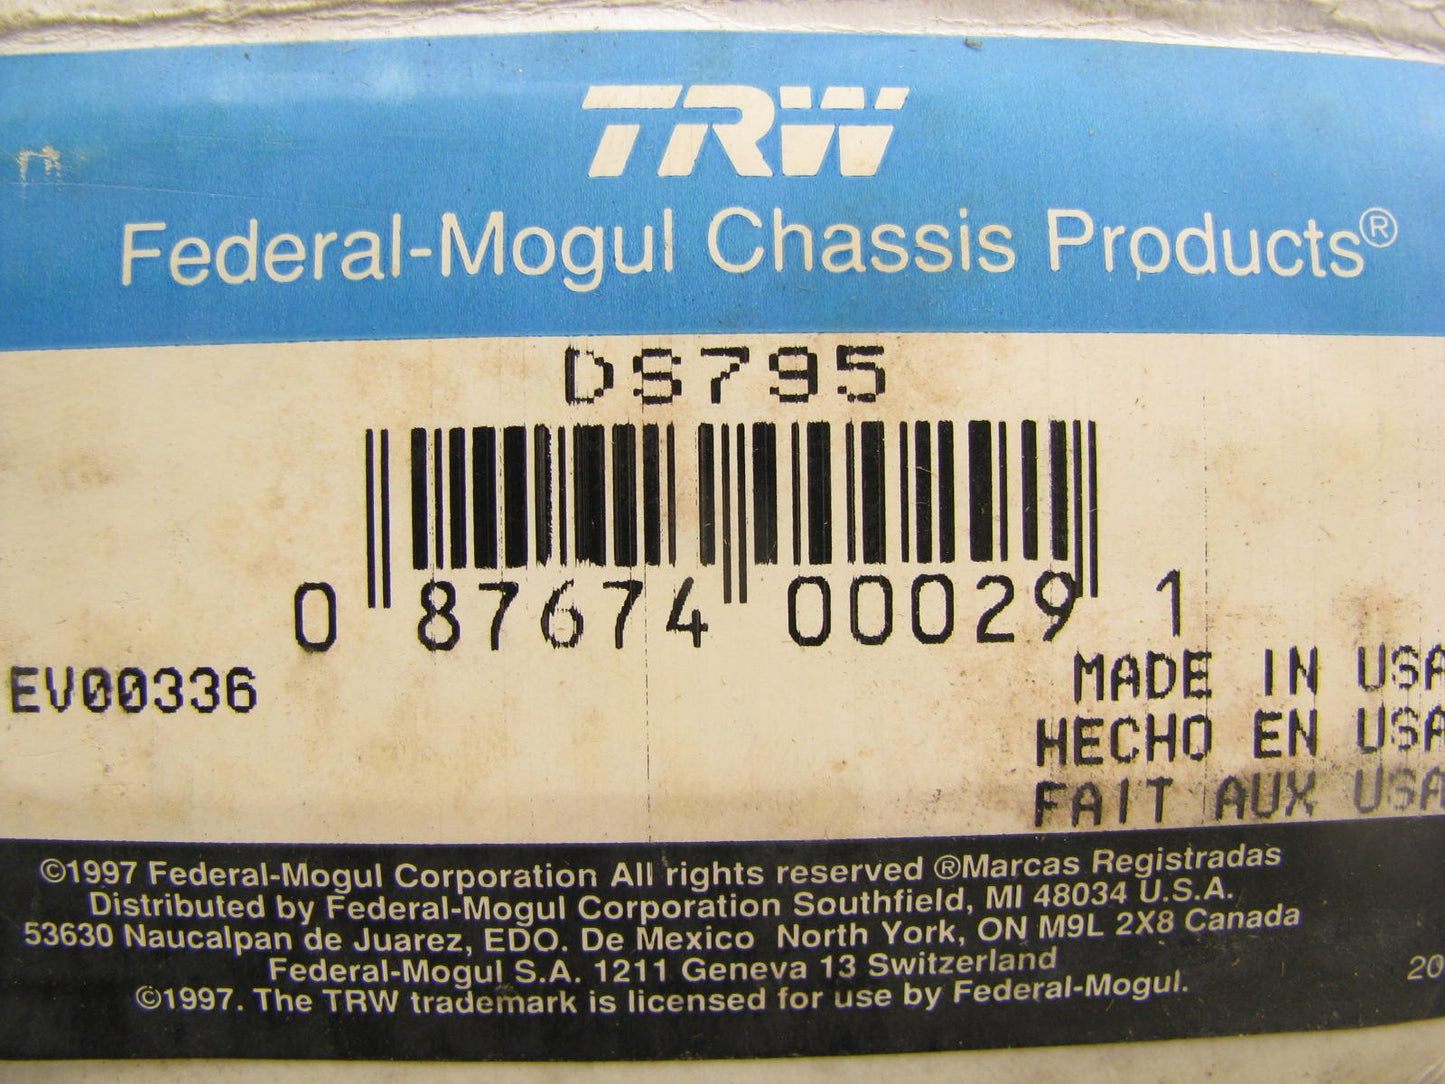 TRW
Federal-Mogul Chassis Products®
DS795
0 87674 00029 1
EV00336
MADE IN USA
HECHO EN USA
FAIT AUX USA
©1997 Federal-Mogul Corporation All rights reserved ®Marcas Registradas
Distributed by Federal-Mogul Corporation Southfield, MI 48034 U.S.A.
53630 Naucalpan de Juarez, EDO. De Mexico North York, ON M9L 2X8 Canada
Federal-Mogul S.A. 1211 Geneva 13 Switzerland
20
©1997. The TRW trademark is licensed for use by Federal-Mogul.